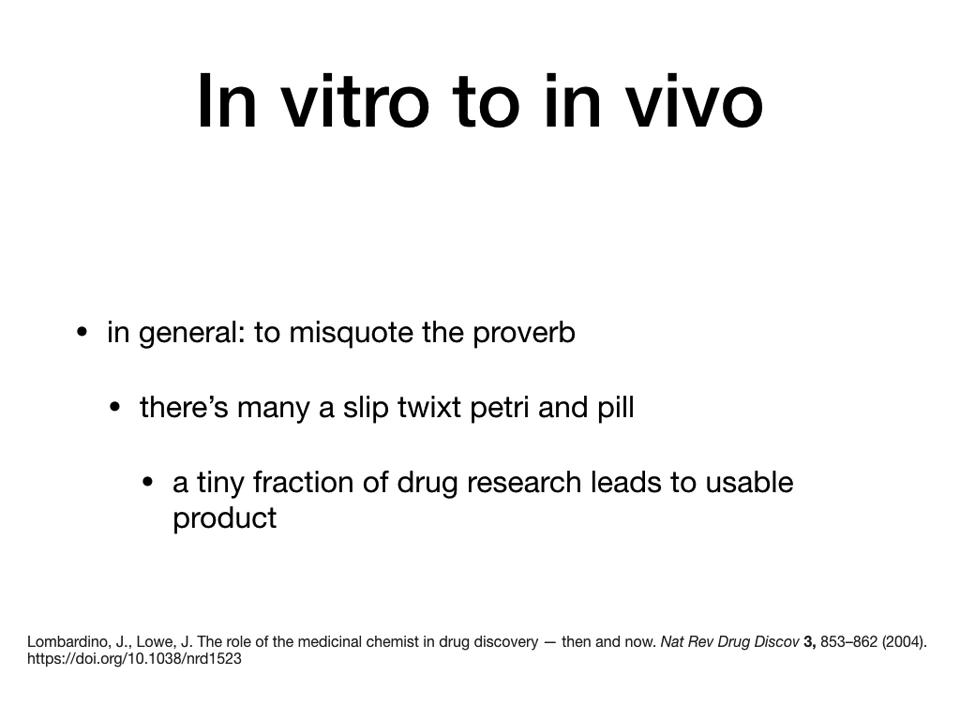 In vitro to in vivo
• in general: to misquote the proverb
• there’s many a slip twixt petri and pill
• a tiny fraction of drug research leads to usable
product
Lombardino, J., Lowe, J. The role of the medicinal chemist in drug discovery — then and now. Nat Rev Drug Discov 3, 853–862 (2004).
https://doi.org/10.1038/nrd1523